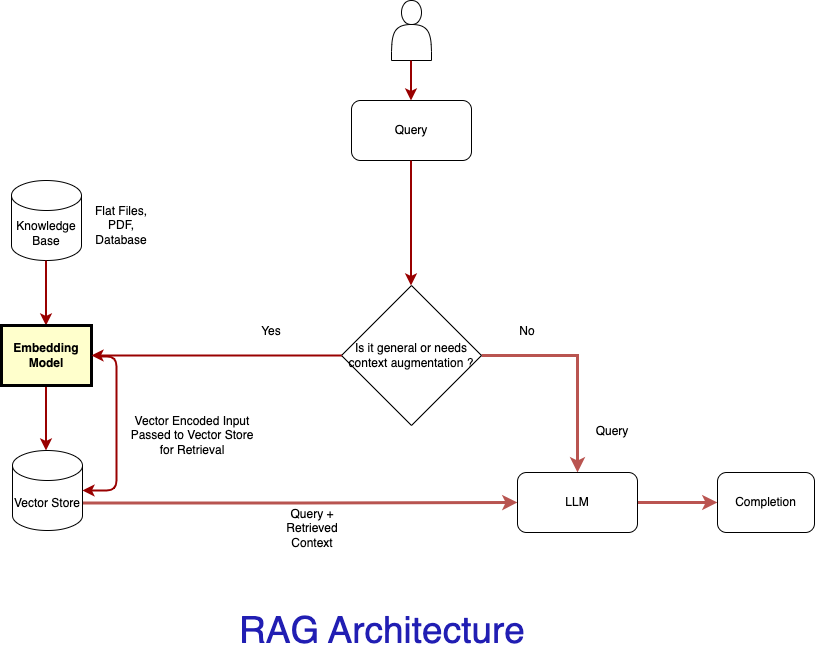 Query
Knowledge
Base
Flat Files,
PDF,
Database
Yes
No
Is it general or needs
context augmentation ?
Embedding
Model
Vector Encoded Input
Passed to Vector Store
for Retrieval
Query
Vector Store
LLM
Completion
Query +
Retrieved
Context
RAG Architecture